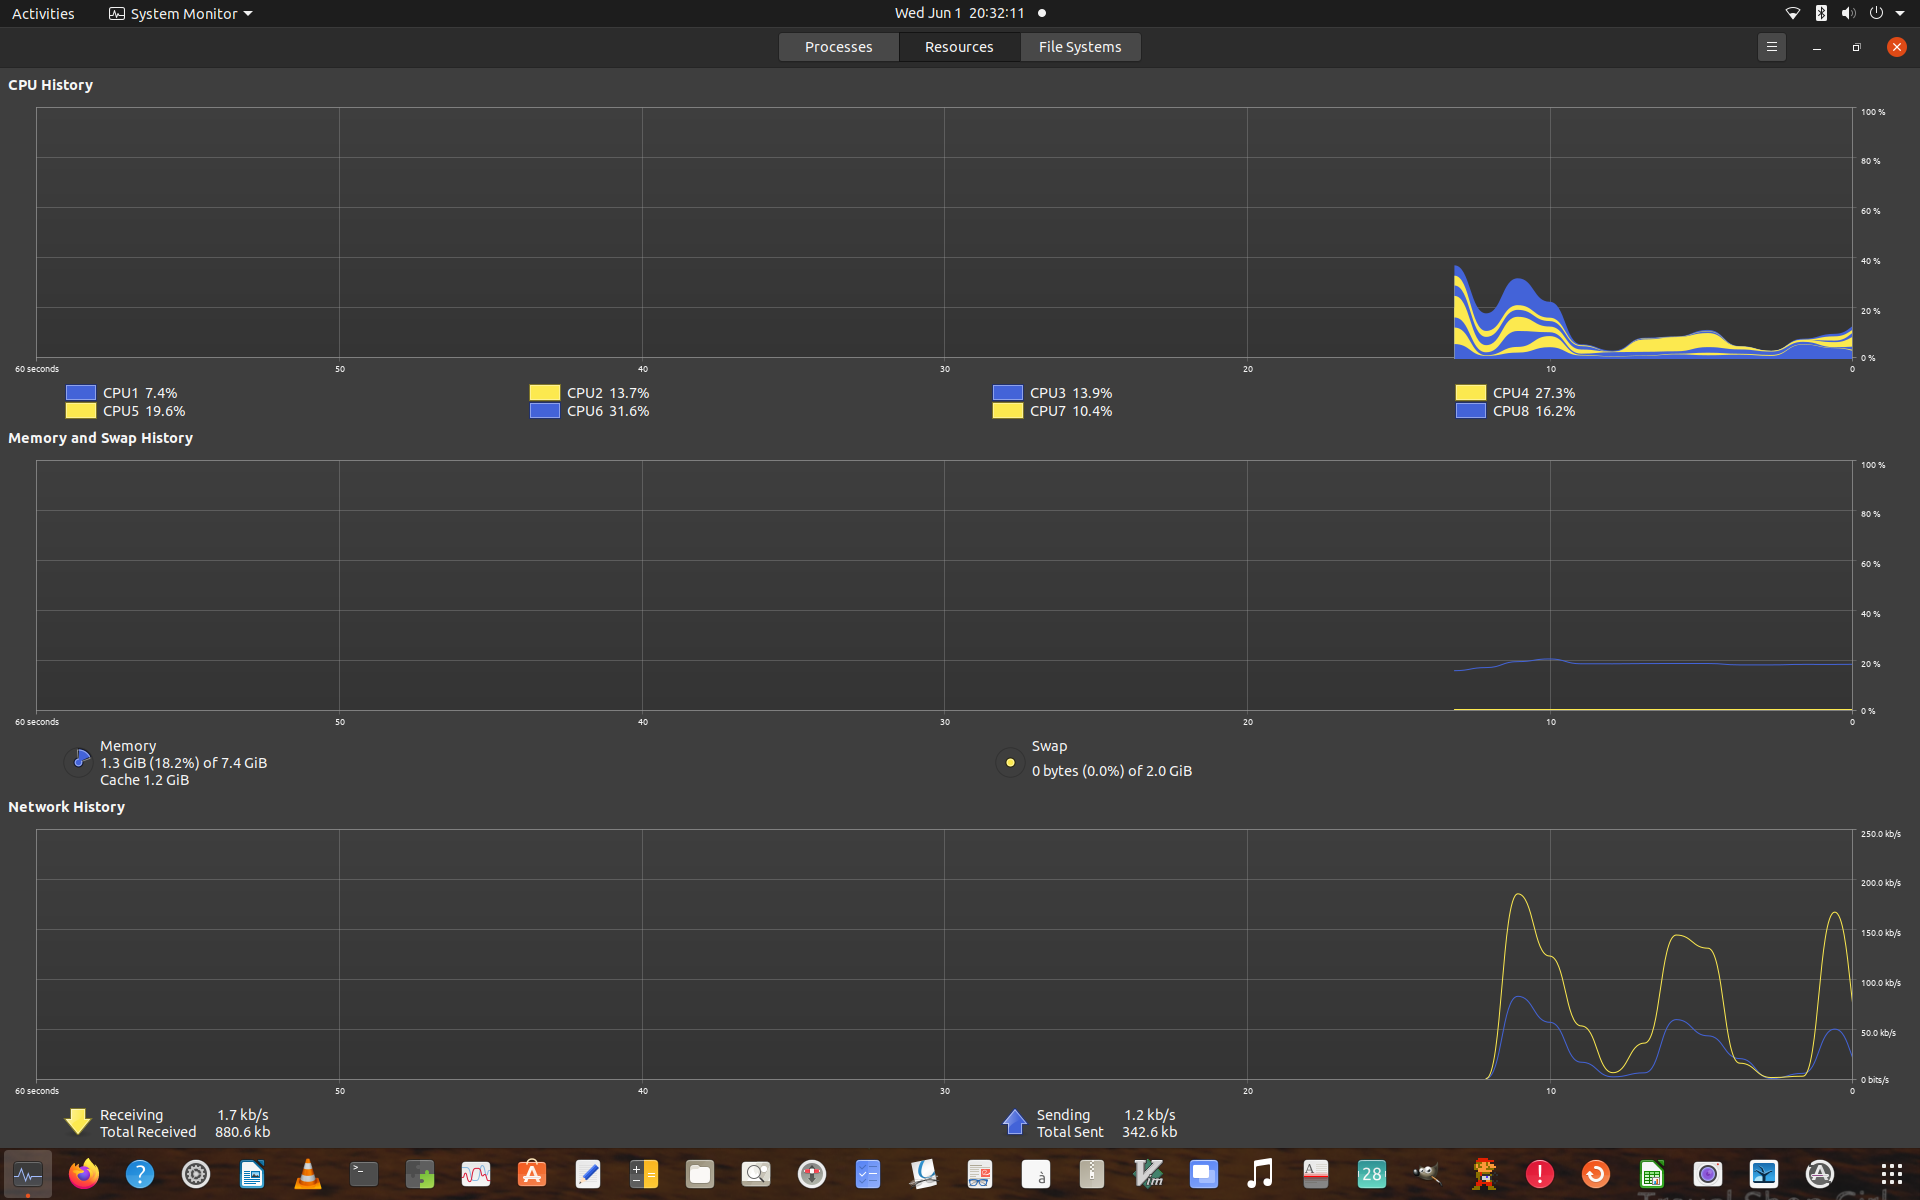 Activities System Monitor Wed Jun 1 20:32:11
Processes Resources File Systems
CPU History
100 %
80 %
60 %
40 %
20 %
0 %
60 seconds 50 40 30 20 10 0
CPU1 7.4% CPU2 13.7% CPU3 13.9% CPU4 27.3%
CPU5 19.6% CPU6 31.6% CPU7 10.4% CPU8 16.2%
Memory and Swap History
100 %
80 %
60 %
40 %
20 %
0 %
60 seconds 50 40 30 20 10 0
Memory
1.3 GiB (18.2%) of 7.4 GiB
Cache 1.2 GiB
Swap
0 bytes (0.0%) of 2.0 GiB
Network History
250.0 kb/s
200.0 kb/s
150.0 kb/s
100.0 kb/s
50.0 kb/s
0 bits/s
60 seconds 50 40 30 20 10 0
Receiving 1.7 kb/s Sending 1.2 kb/s
Total Received 880.6 kb Total Sent 342.6 kb
28